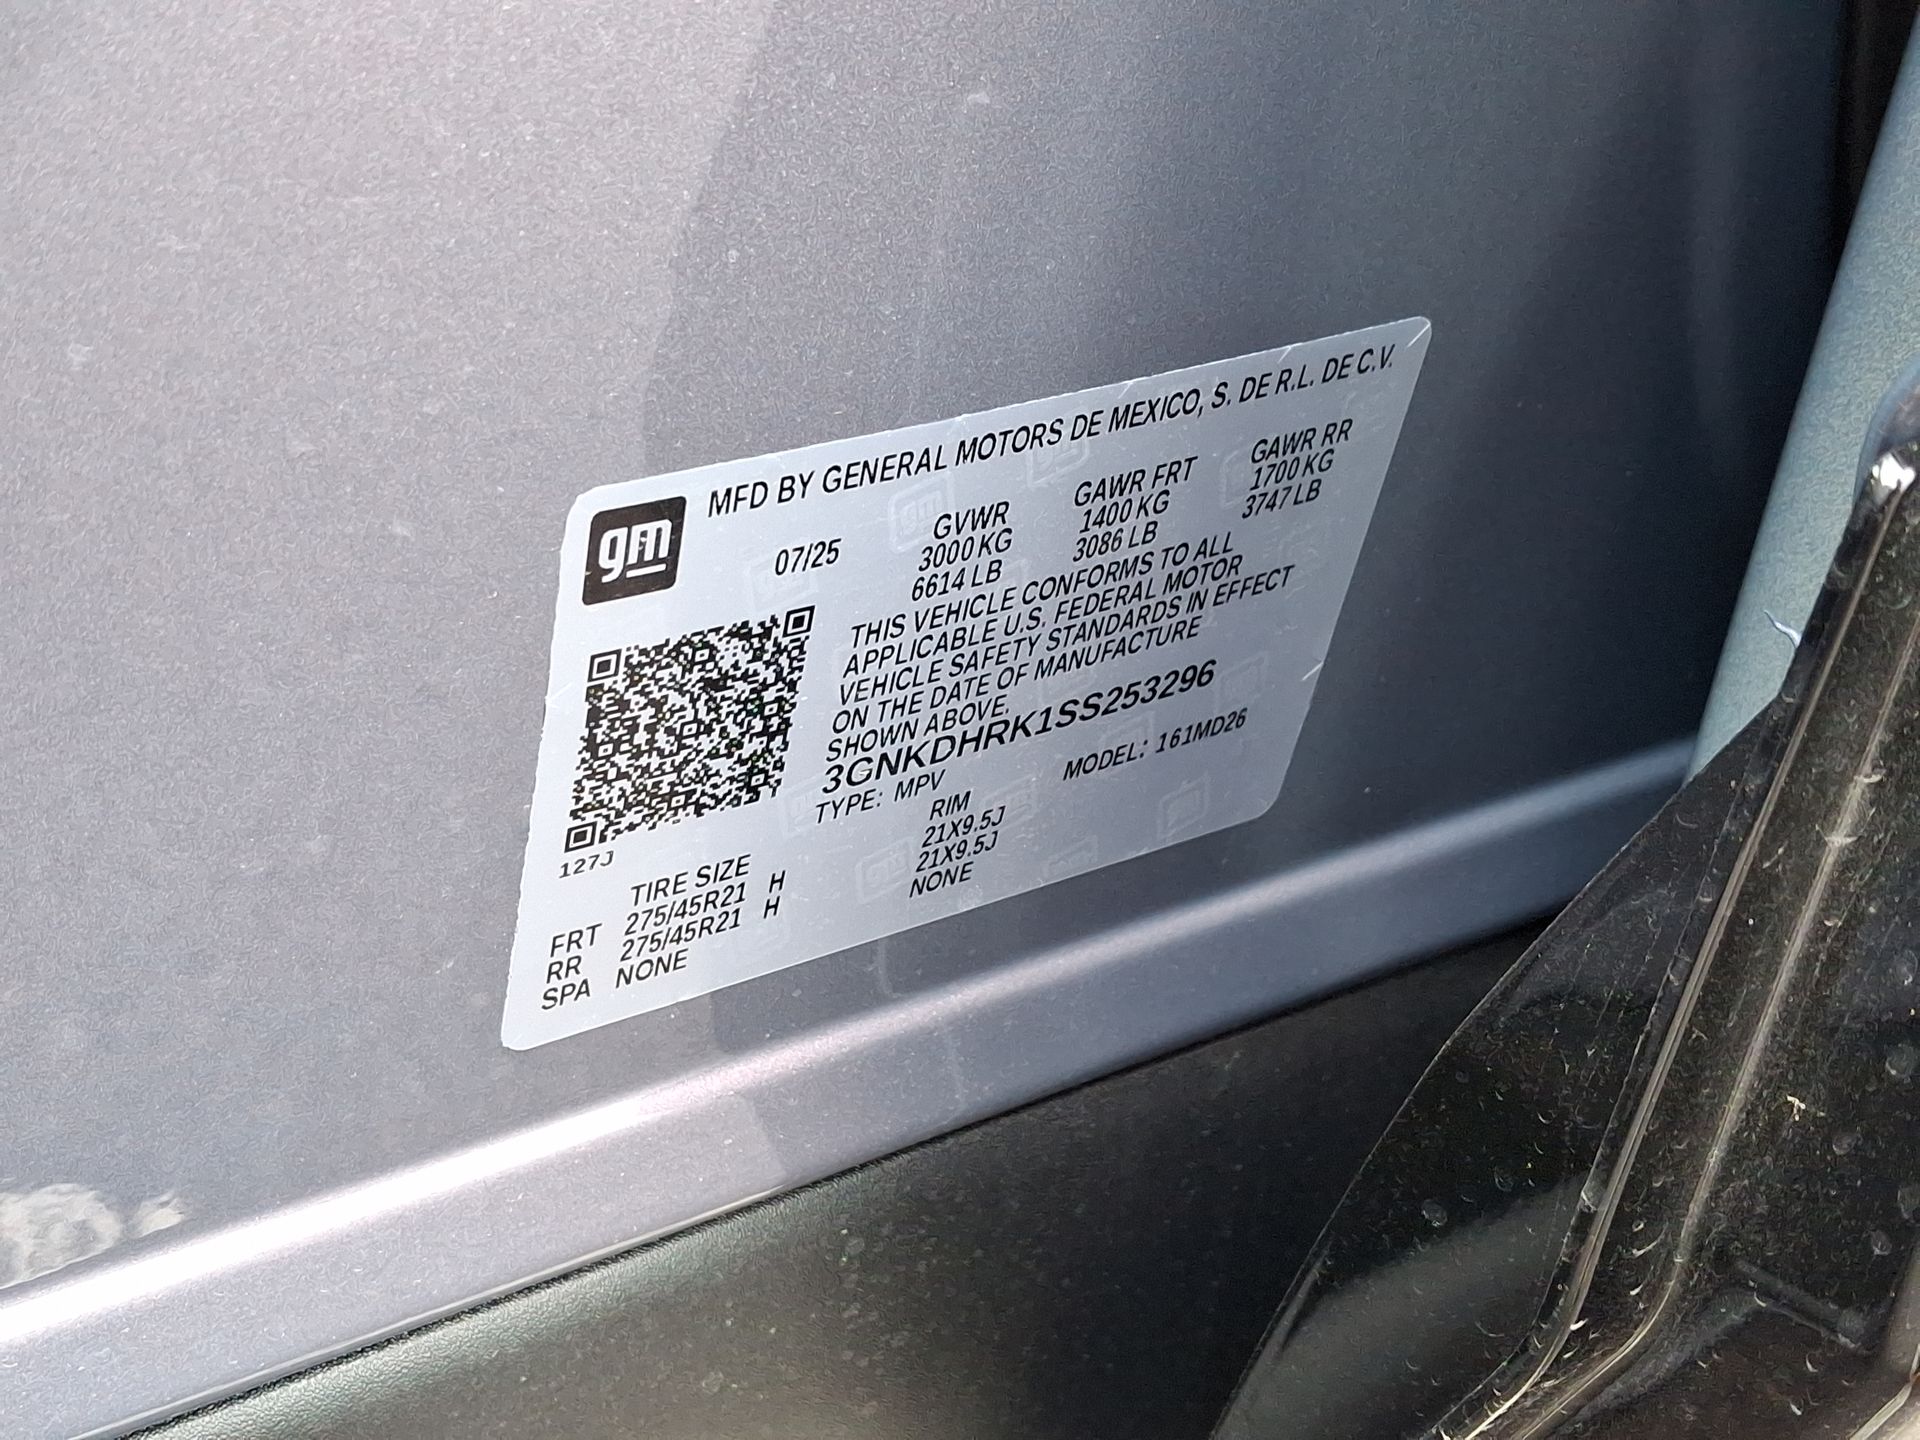 gm
MFD BY GENERAL MOTORS DE MEXICO, S. DE R.L. DE C.V.
07/25
GVWR GAWR FRT GAWR RR
3000 KG 1400 KG 1700 KG
6614 LB 3086 LB 3747 LB
THIS VEHICLE CONFORMS TO ALL
APPLICABLE U.S. FEDERAL MOTOR
VEHICLE SAFETY STANDARDS IN EFFECT
ON THE DATE OF MANUFACTURE
SHOWN ABOVE.
3GNKDHRK1SS253296
TYPE: MPV MODEL: 161MD26
127J
TIRE SIZE RIM
FRT 275/45R21 H 21X9.5J
RR 275/45R21 H 21X9.5J
SPA NONE NONE